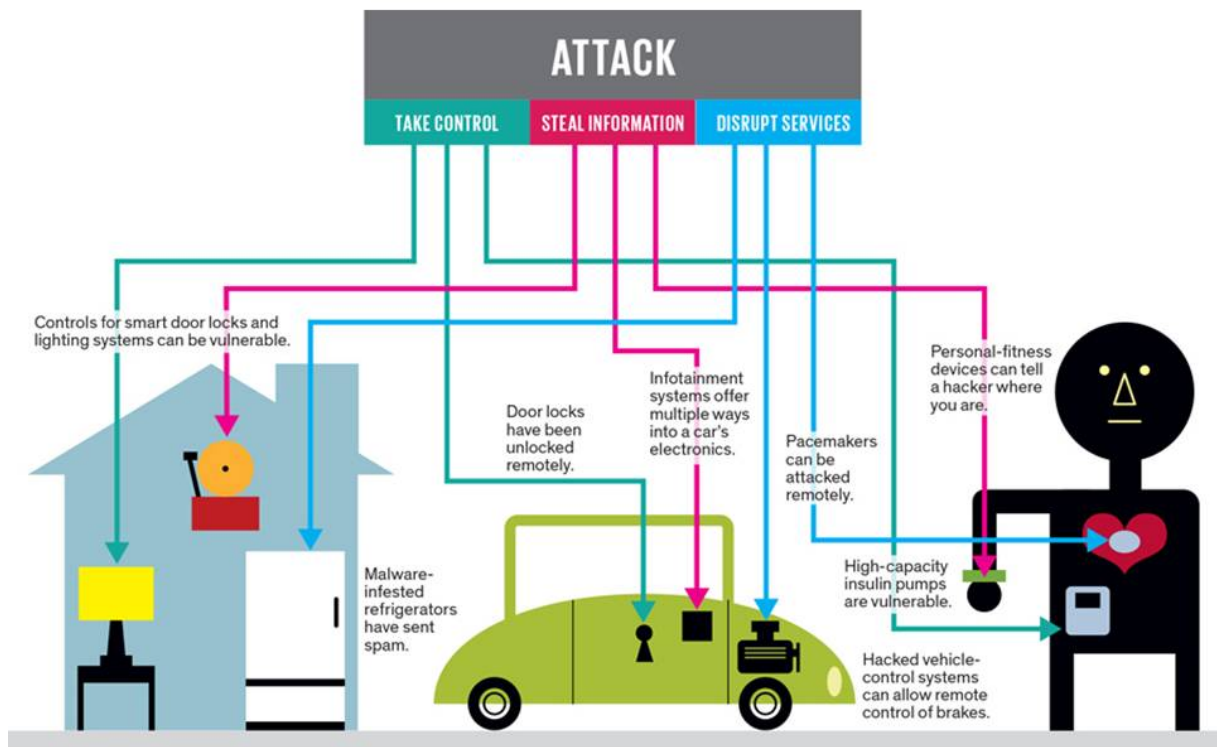 ATTACK
TAKE CONTROL
STEAL INFORMATION
DISRUPT SERVICES
Controls for smart door locks and
lighting systems can be vulnerable.
Door locks
have been
unlocked
remotely.
Infotainment
systems offer
multiple ways
into a car's
electronics.
Personal-fitness
devices can tell
a hacker where
you are.
Pacemakers
can be
attacked
remotely.
Malware-
infested
refrigerators
have sent
spam.
High-capacity
insulin pumps
are vulnerable.
Hacked vehicle-
control systems
can allow remote
control of brakes.